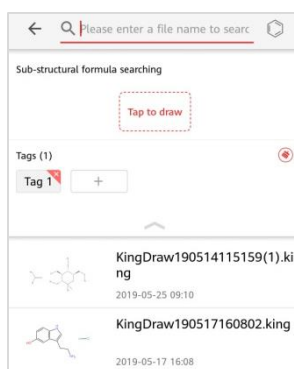 Please enter a file name to searc
Sub-structural formula searching
Tap to draw
Tags (1)
Tag 1
+
KingDraw190514115159(1).ki
ng
2019-05-25 09:10
KingDraw190517160802.king
2019-05-17 16:08